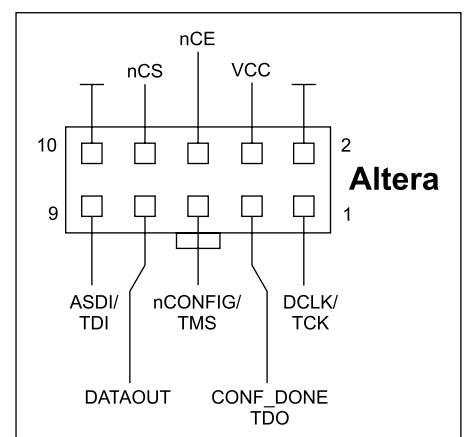 nCE
nCS
VCC
10
2
Altera
9
1
ASDI/
TDI
nCONFIG/
TMS
DCLK/
TCK
DATAOUT
CONF_DONE
TDO